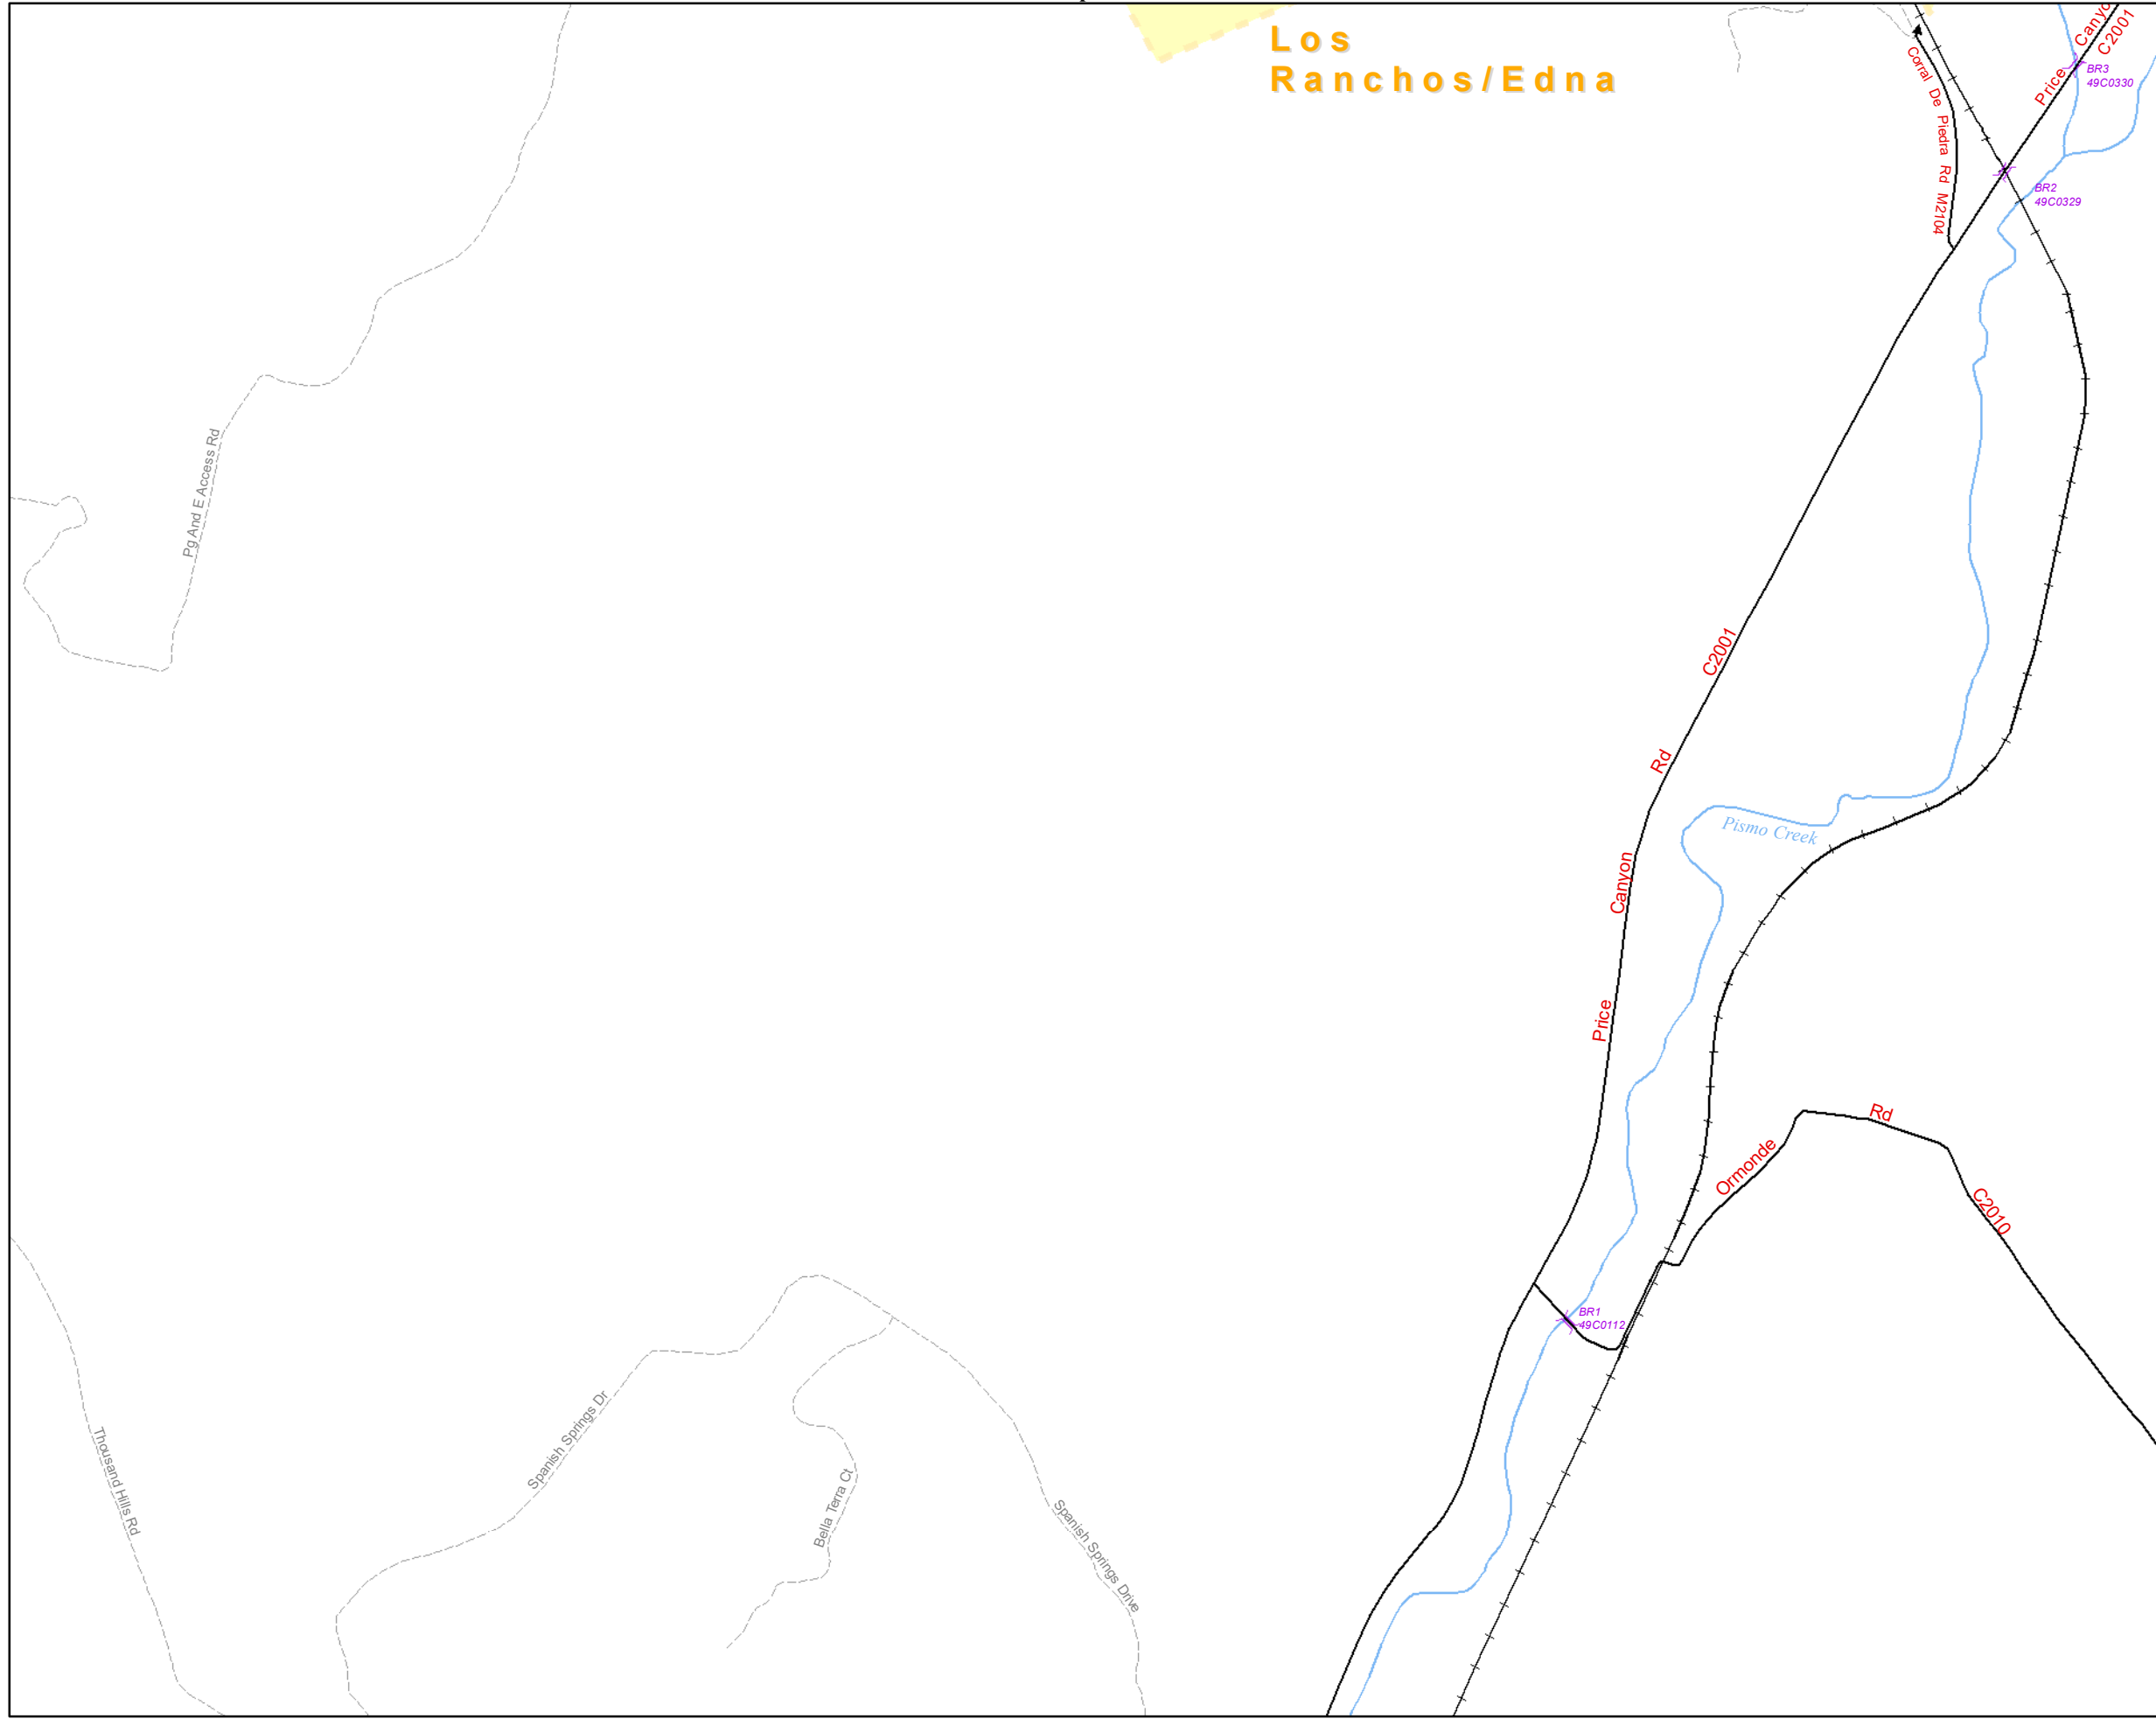 Los
Ranchos/Edna
Corral De Piedra Rd M2104
Price Canyo
C2001
BR3
49C0330
BR2
49C0329
Pg And E Access Rd
C2001
Rd
Canyon
Price
Pismo Creek
Ormonde
Rd
C2010
BR1
49C0112
Thousand Hills Rd
Spanish Springs Dr
Bella Terra Ct
Spanish Springs Drive